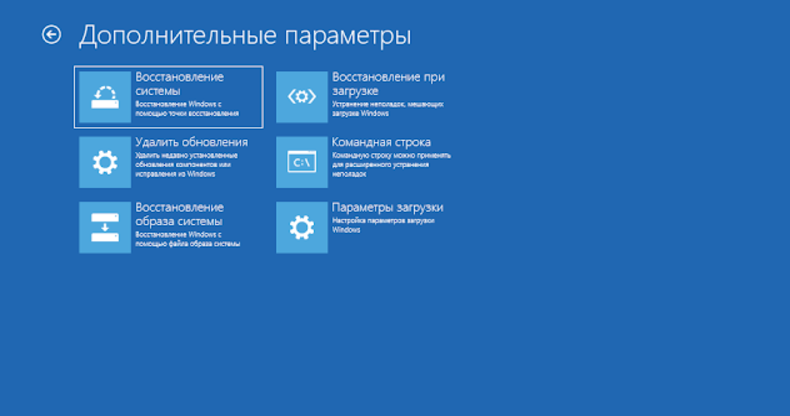 Дополнительные параметры
Восстановление
системы
Восстановление Windows с
помощью точки восстановления
Восстановление при
загрузке
Устранение неполадок, мешающих
загрузке Windows
Удалить обновления
Удалить недавно установленные
обновления компонентов или
исправления из Windows
Командная строка
Командную строку можно применять
для расширенного устранения
неполадок
C:\
Восстановление
образа системы
Восстановление Windows с
помощью файла образа системы
Параметры загрузки
Настройка параметров загрузки
Windows